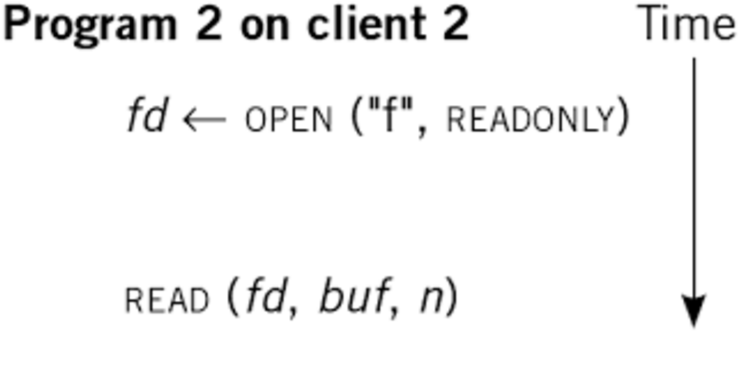 Program 2 on client 2 Time
fd ← OPEN ("f", READONLY)
READ (fd, buf, n)